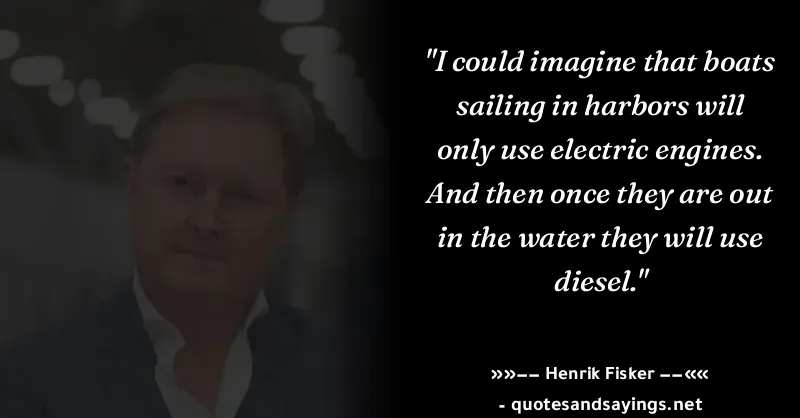 "I could imagine that boats
sailing in harbors will
only use electric engines.
And then once they are out
in the water they will use
diesel."
»»−− Henrik Fisker −−««
- quotesandsayings.net